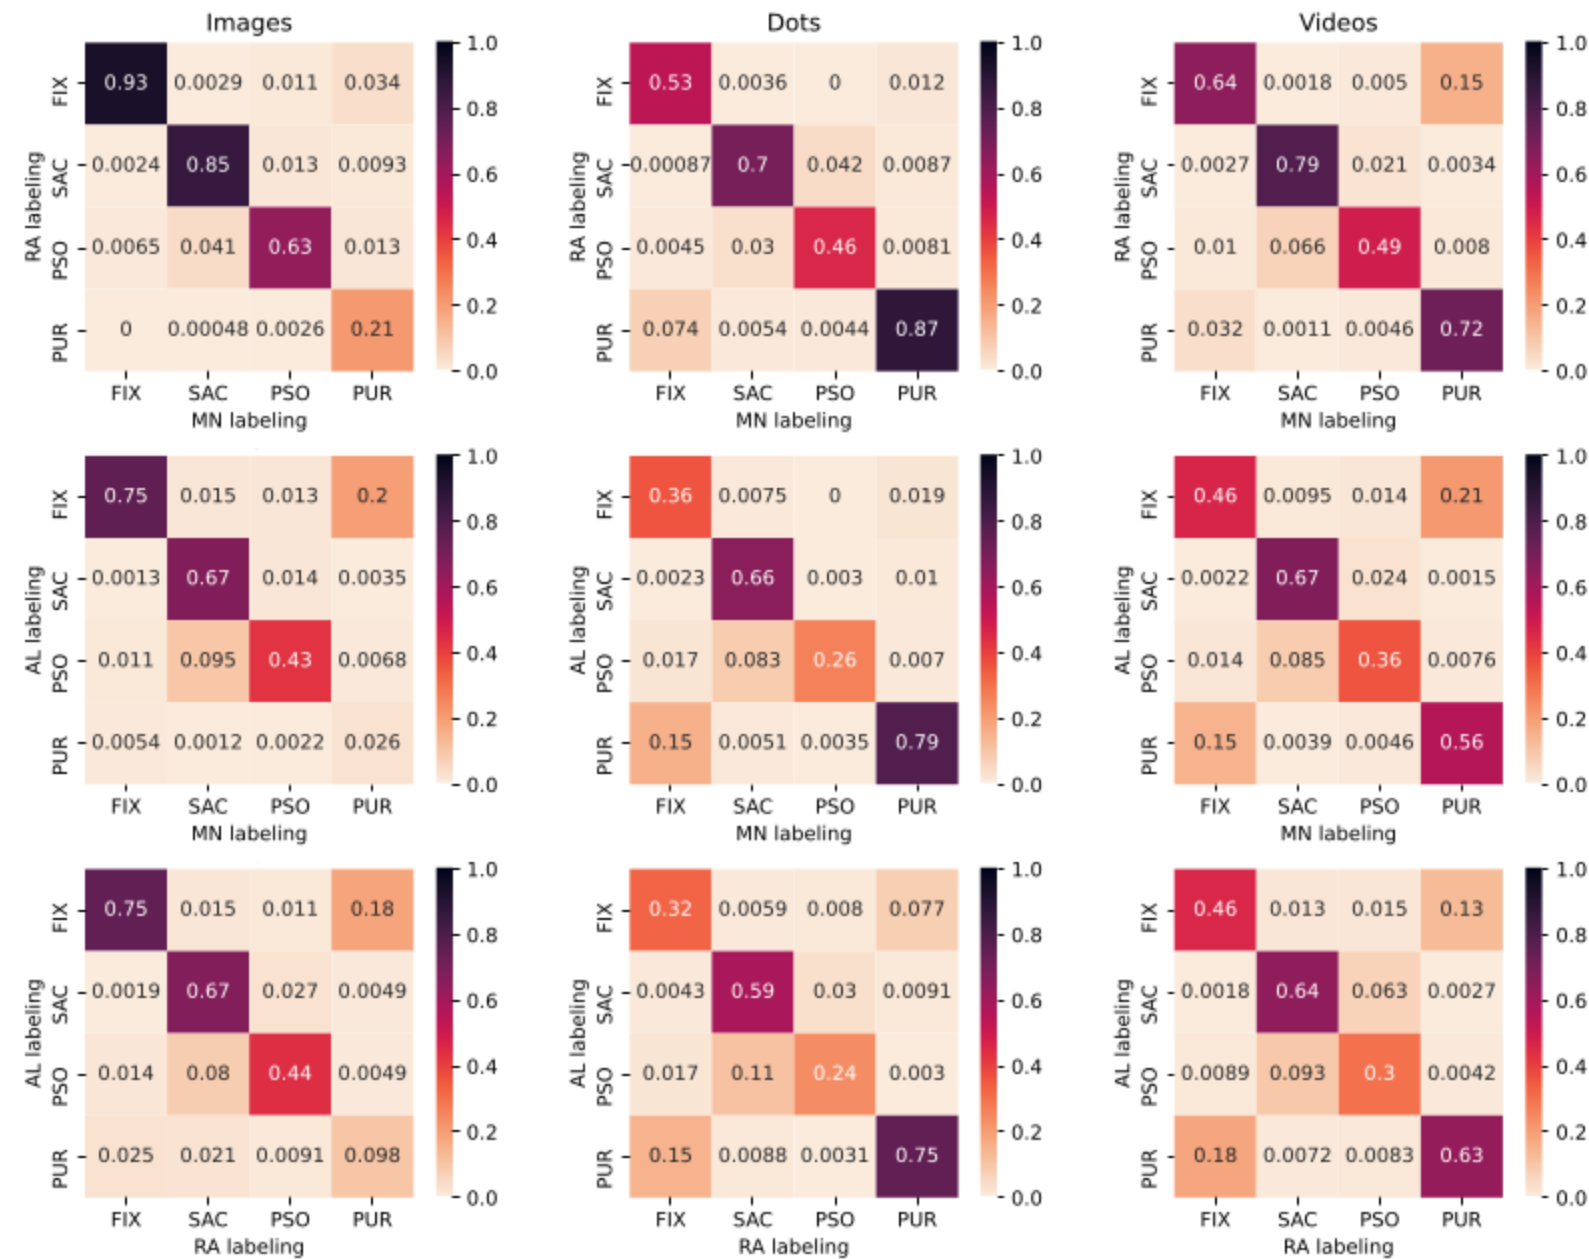 Images Dots Videos
FIX 0.93 0.0029 0.011 0.034 1.0 FIX 0.53 0.0036 0 0.012 1.0 FIX 0.64 0.0018 0.005 0.15 1.0
0.8 0.8 0.8
RA labeling SAC 0.0024 0.85 0.013 0.0093 0.6 RA labeling SAC 0.00087 0.7 0.042 0.0087 0.6 RA labeling SAC 0.0027 0.79 0.021 0.0034 0.6
PSO 0.0065 0.041 0.63 0.013 0.4 PSO 0.0045 0.03 0.46 0.0081 0.4 PSO 0.01 0.066 0.49 0.008 0.4
0.2 0.2 0.2
PUR 0 0.00048 0.0026 0.21 0.0 PUR 0.074 0.0054 0.0044 0.87 0.0 PUR 0.032 0.0011 0.0046 0.72 0.0
FIX SAC PSO PUR FIX SAC PSO PUR FIX SAC PSO PUR
MN labeling MN labeling MN labeling
FIX 0.75 0.015 0.013 0.2 1.0 FIX 0.36 0.0075 0 0.019 1.0 FIX 0.46 0.0095 0.014 0.21 1.0
0.8 0.8 0.8
AL labeling SAC 0.0013 0.67 0.014 0.0035 0.6 AL labeling SAC 0.0023 0.66 0.003 0.01 0.6 AL labeling SAC 0.0022 0.67 0.024 0.0015 0.6
PSO 0.011 0.095 0.43 0.0068 0.4 PSO 0.017 0.083 0.26 0.007 0.4 PSO 0.014 0.085 0.36 0.0076 0.4
0.2 0.2 0.2
PUR 0.0054 0.0012 0.0022 0.026 0.0 PUR 0.15 0.0051 0.0035 0.79 0.0 PUR 0.15 0.0039 0.0046 0.56 0.0
FIX SAC PSO PUR FIX SAC PSO PUR FIX SAC PSO PUR
MN labeling MN labeling MN labeling
FIX 0.75 0.015 0.011 0.18 1.0 FIX 0.32 0.0059 0.008 0.077 1.0 FIX 0.46 0.013 0.015 0.13 1.0
0.8 0.8 0.8
AL labeling SAC 0.0019 0.67 0.027 0.0049 0.6 AL labeling SAC 0.0043 0.59 0.03 0.0091 0.6 AL labeling SAC 0.0018 0.64 0.063 0.0027 0.6
PSO 0.014 0.08 0.44 0.0049 0.4 PSO 0.017 0.11 0.24 0.003 0.4 PSO 0.0089 0.093 0.3 0.0042 0.4
0.2 0.2 0.2
PUR 0.025 0.021 0.0091 0.098 0.0 PUR 0.15 0.0088 0.0031 0.75 0.0 PUR 0.18 0.0072 0.0083 0.63 0.0
FIX SAC PSO PUR FIX SAC PSO PUR FIX SAC PSO PUR
RA labeling RA labeling RA labeling